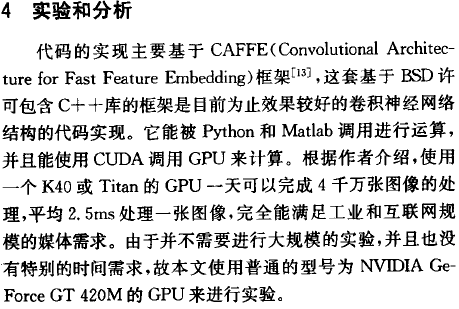 4 实验和分析
代码的实现主要基于 CAFFE(Convolutional Architec-
ture for Fast Feature Embedding)框架[13],这套基于 BSD 许
可包含 C++库的框架是目前为止效果较好的卷积神经网络
结构的代码实现。它能被 Python 和 Matlab 调用进行运算,
并且能使用 CUDA 调用 GPU 来计算。根据作者介绍,使用
一个 K40 或 Titan 的 GPU 一天可以完成 4 千万张图像的处
理,平均 2.5ms 处理一张图像,完全能满足工业和互联网规
模的媒体需求。由于并不需要进行大规模的实验,并且也没
有特别的时间需求,故本文使用普通的型号为 NVIDIA Ge-
Force GT 420M 的 GPU 来进行实验。